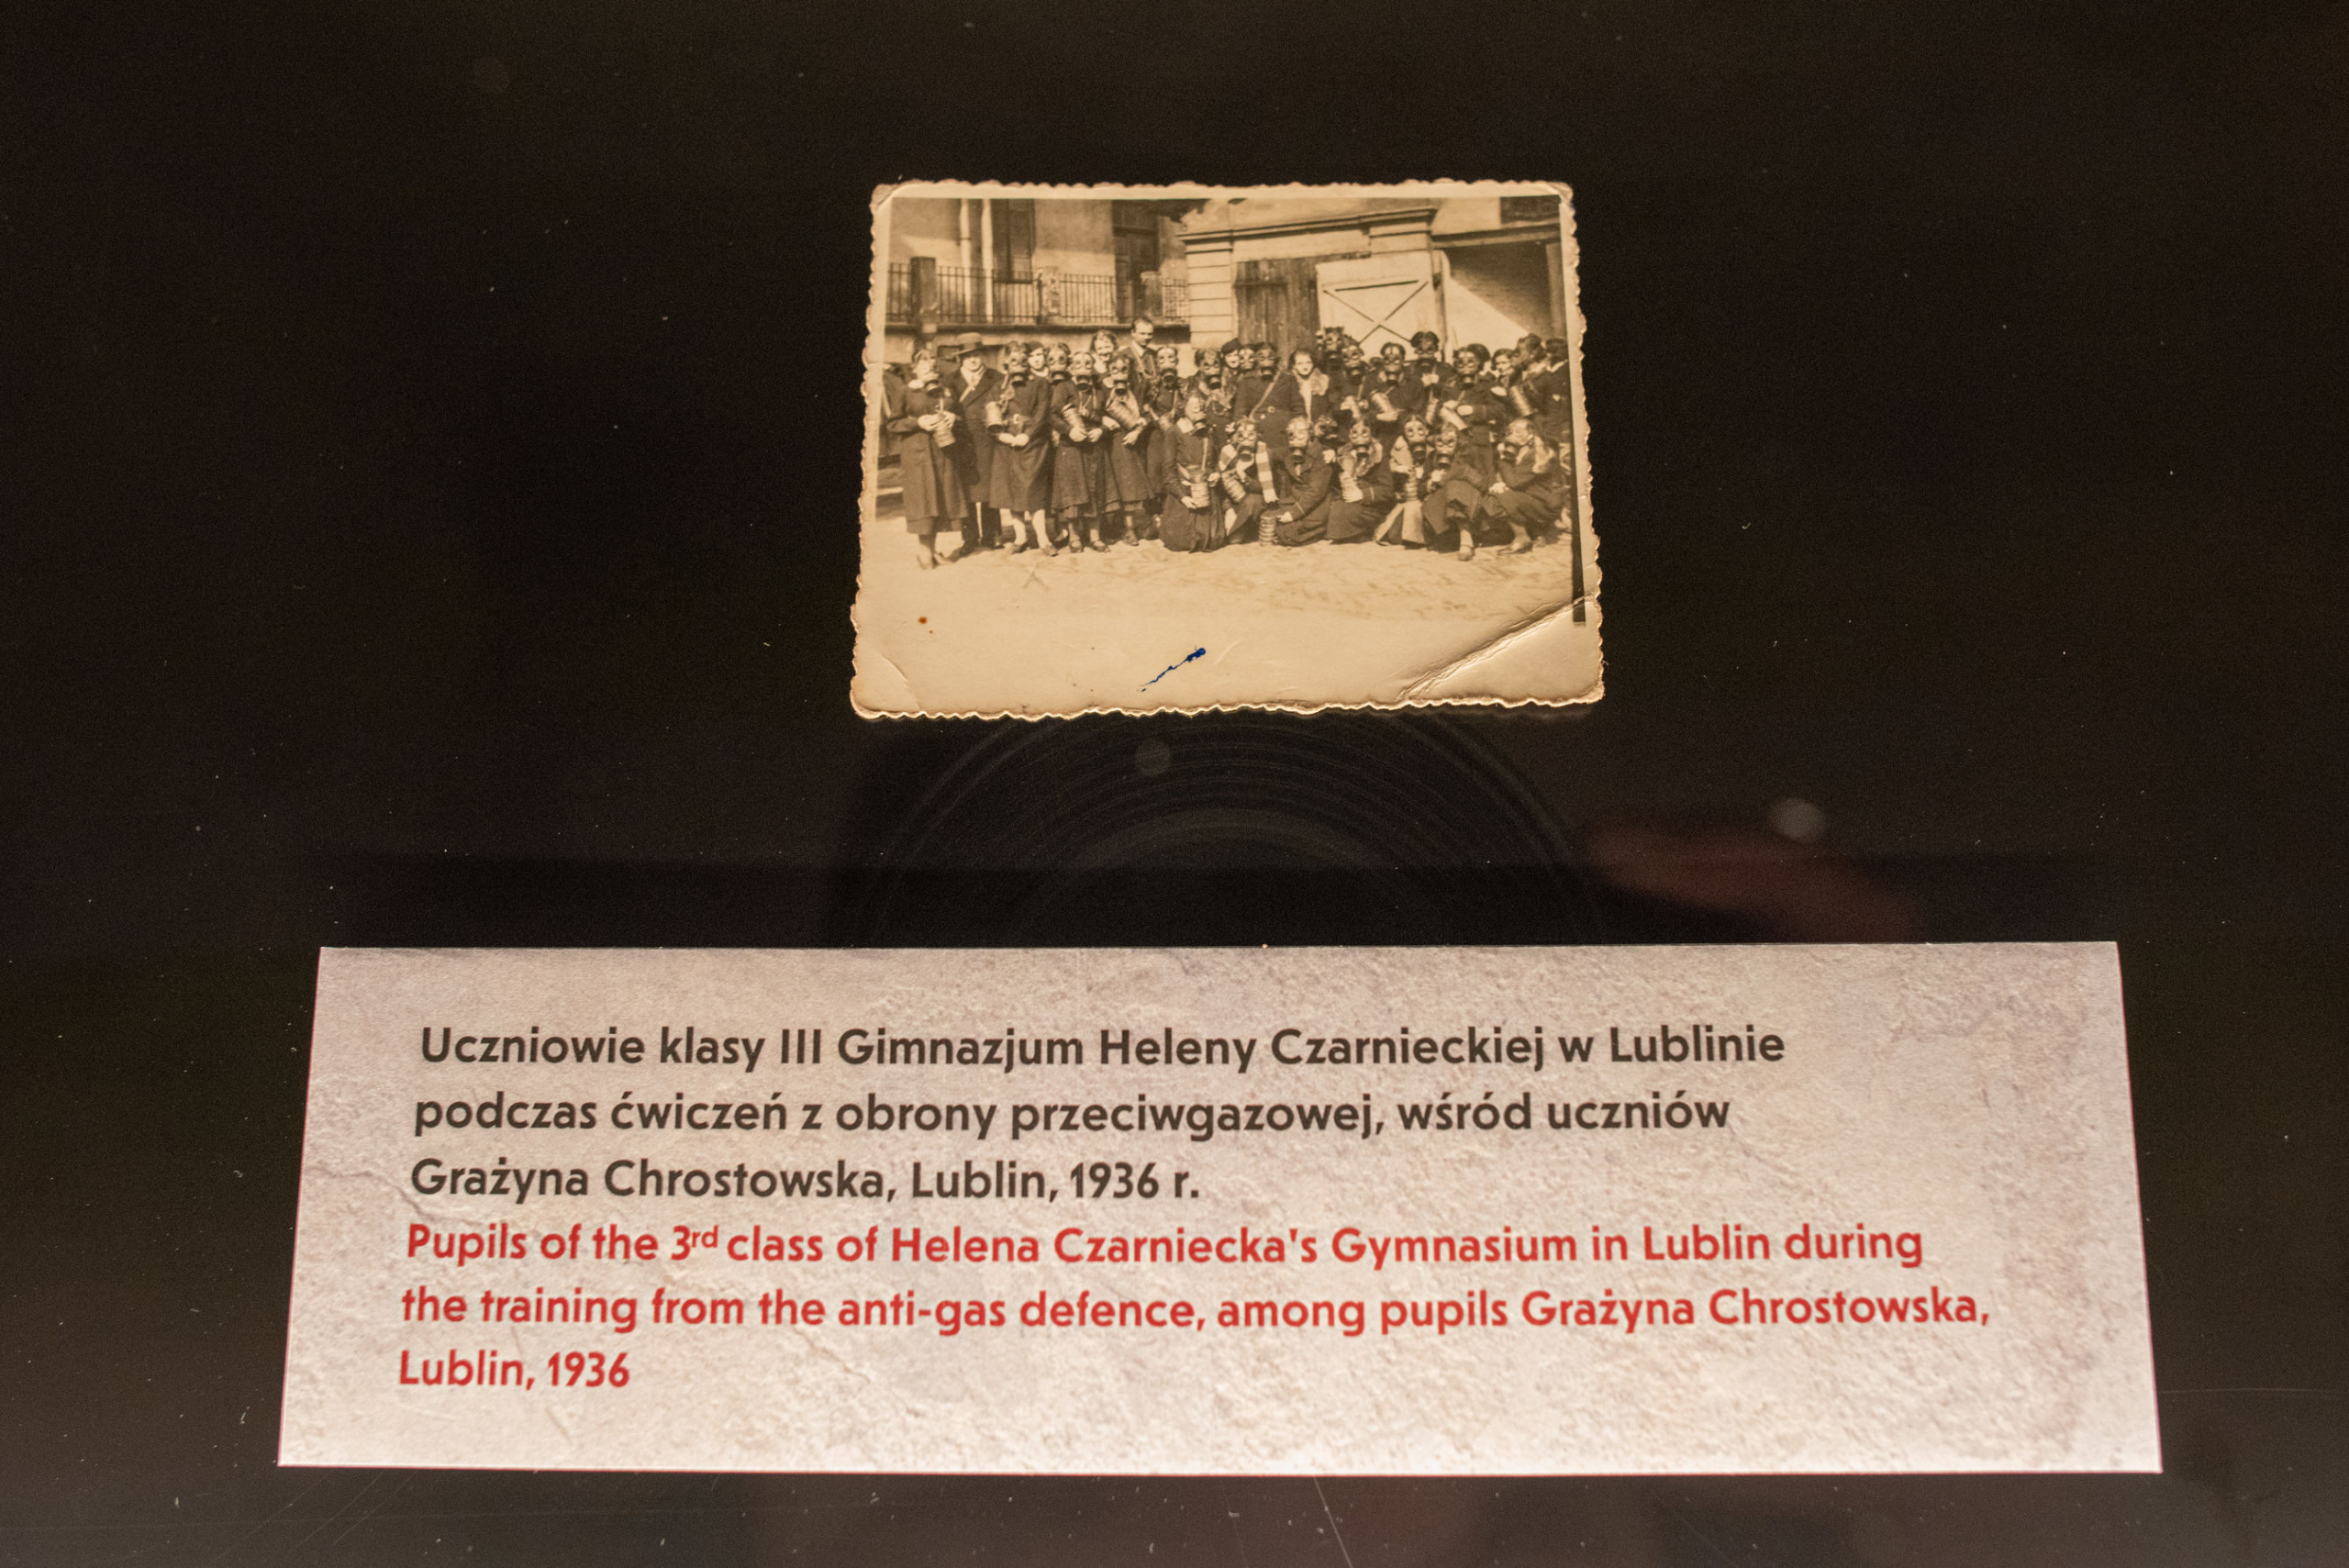 Uczniowie klasy III Gimnazjum Heleny Czarnieckiej w Lublinie
podczas ćwiczeń z obrony przeciwgazowej, wśród uczniów
Grażyna Chrostowska, Lublin, 1936 r.
Pupils of the 3rd class of Helena Czarniecka's Gymnasium in Lublin during
the training from the anti-gas defence, among pupils Grażyna Chrostowska,
Lublin, 1936